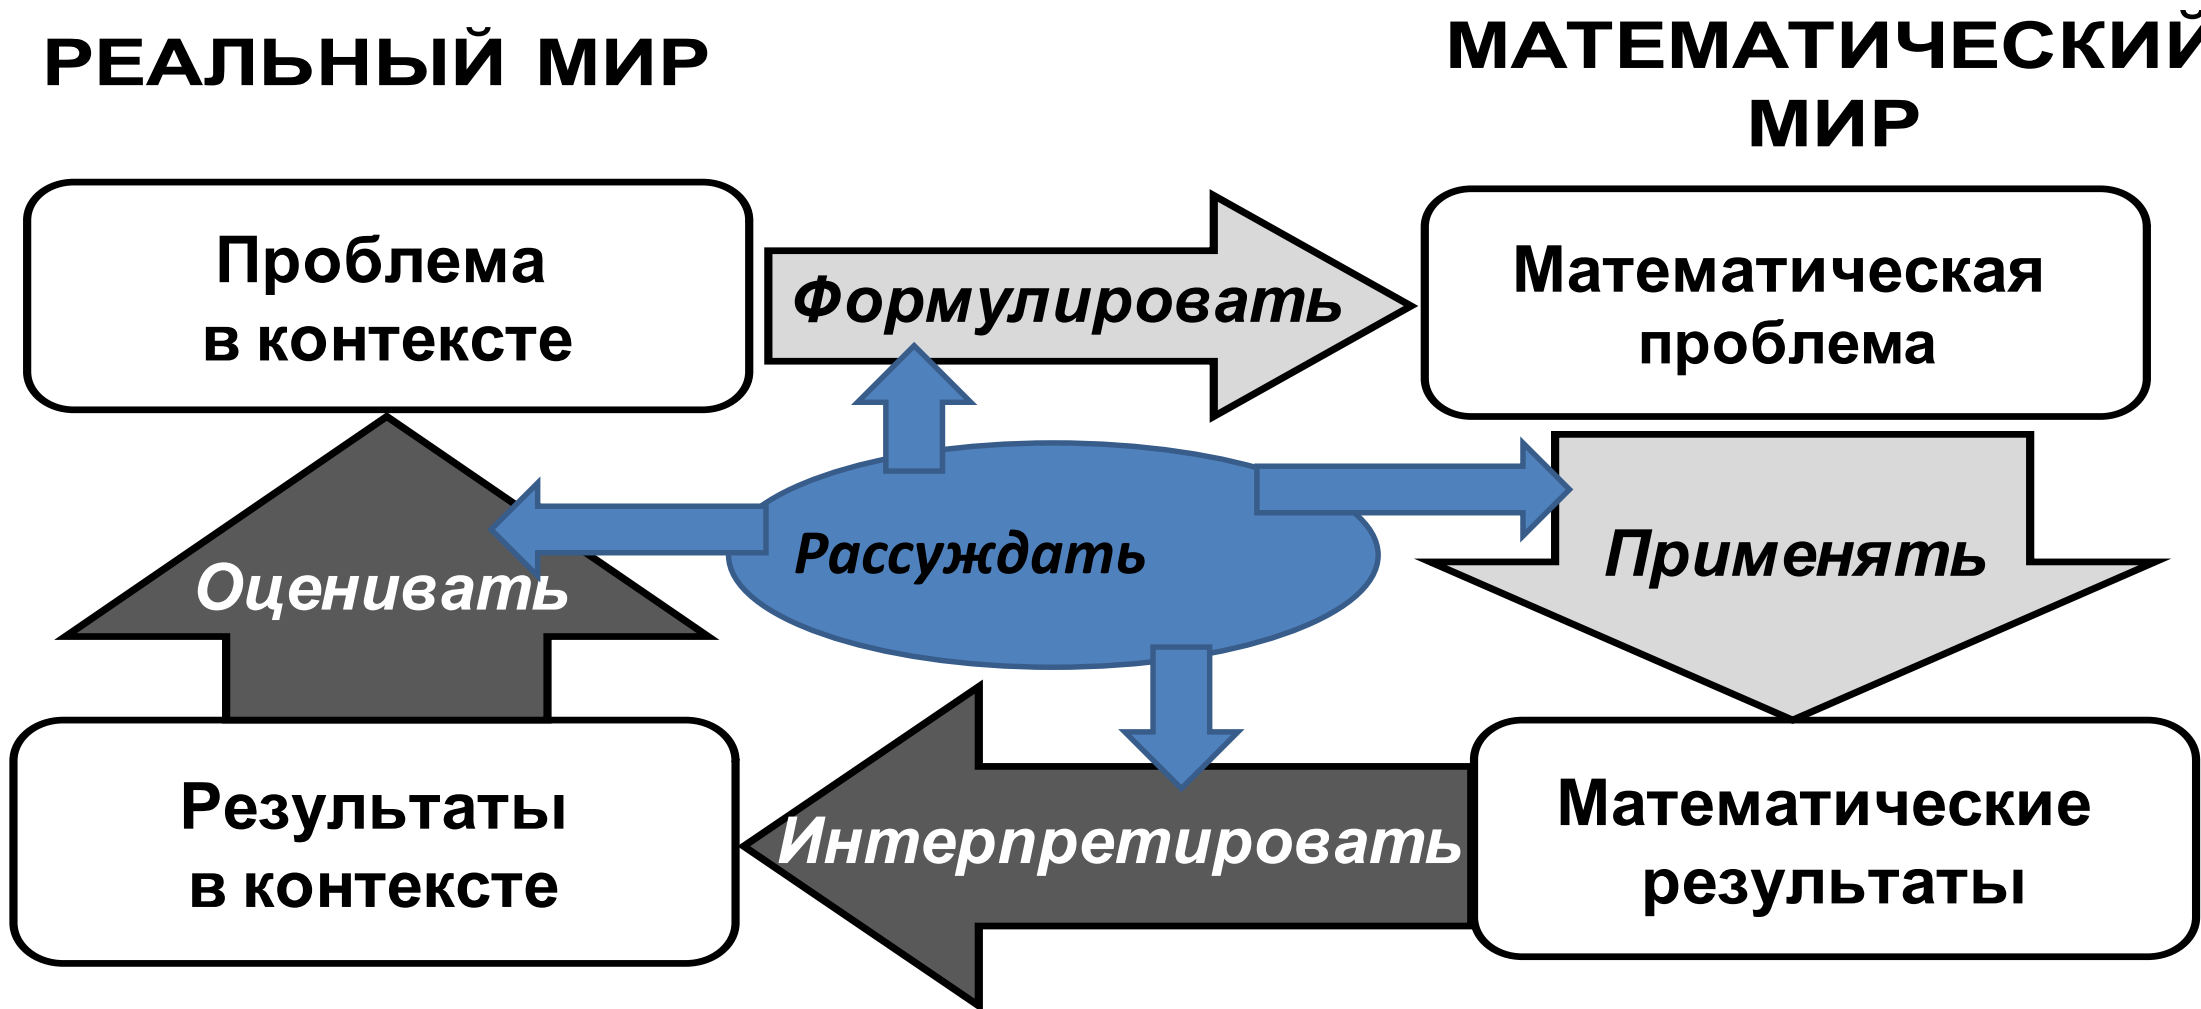 РЕАЛЬНЫЙ МИР
МАТЕМАТИЧЕСКИЙ
МИР
Проблема
в контексте
Формулировать
Математическая
проблема
Оценивать
Рассуждать
Применять
Результаты
в контексте
Интерпретировать
Математические
результаты